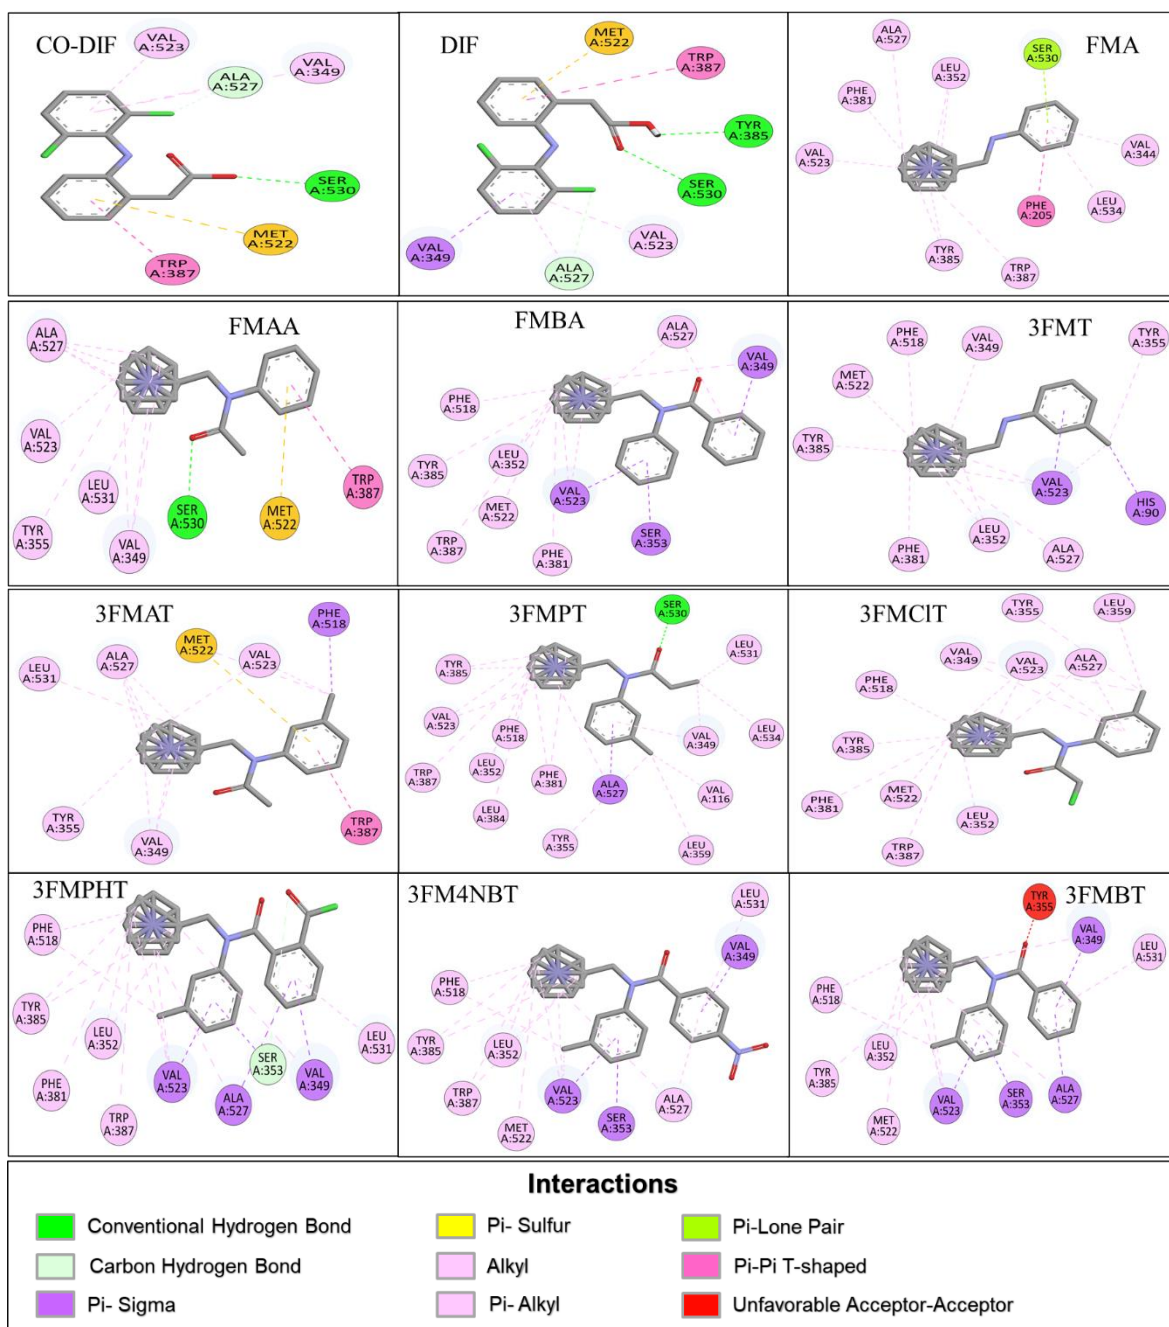 CO-DIF
VAL
A:523
VAL
A:349
ALA
A:527
SER
A:530
MET
A:522
TRP
A:387
DIF
MET
A:522
TRP
A:387
TYR
A:385
SER
A:530
VAL
A:523
VAL
A:349
ALA
A:527
FMA
ALA
A:527
SER
A:530
LEU
A:352
PHE
A:381
VAL
A:523
VAL
A:344
PHE
A:205
LEU
A:534
TYR
A:385
TRP
A:387
FMAA
ALA
A:527
VAL
A:523
LEU
A:531
TRP
A:387
SER
A:530
MET
A:522
TYR
A:355
VAL
A:349
FMBA
ALA
A:527
VAL
A:349
PHE
A:518
LEU
A:352
TYR
A:385
VAL
A:523
MET
A:522
SER
A:353
TRP
A:387
PHE
A:381
3FMT
PHE
A:518
VAL
A:349
TYR
A:355
MET
A:522
TYR
A:385
VAL
A:523
HIS
A:90
LEU
A:352
PHE
A:381
ALA
A:527
3FMAT
PHE
A:518
MET
A:522
ALA
A:527
VAL
A:523
LEU
A:531
TYR
A:355
VAL
A:349
TRP
A:387
3FMPT
SER
A:530
LEU
A:531
TYR
A:385
VAL
A:523
PHE
A:518
VAL
A:349
LEU
A:534
TRP
A:387
LEU
A:352
PHE
A:381
ALA
A:527
VAL
A:116
LEU
A:384
TYR
A:355
LEU
A:359
3FMClT
TYR
A:355
LEU
A:359
VAL
A:349
VAL
A:523
ALA
A:527
PHE
A:518
TYR
A:385
PHE
A:381
MET
A:522
LEU
A:352
TRP
A:387
3FMPHT
PHE
A:518
TYR
A:385
LEU
A:352
LEU
A:531
SER
A:353
VAL
A:523
VAL
A:349
PHE
A:381
ALA
A:527
TRP
A:387
3FM4NBT
LEU
A:531
VAL
A:349
PHE
A:518
TYR
A:385
LEU
A:352
TRP
A:387
VAL
A:523
ALA
A:527
MET
A:522
SER
A:353
3FMBT
TYR
A:355
VAL
A:349
LEU
A:531
PHE
A:518
LEU
A:352
TYR
A:385
VAL
A:523
SER
A:353
ALA
A:527
MET
A:522
Interactions
Conventional Hydrogen Bond
Pi- Sulfur
Pi-Lone Pair
Carbon Hydrogen Bond
Alkyl
Pi-Pi T-shaped
Pi- Sigma
Pi- Alkyl
Unfavorable Acceptor-Acceptor